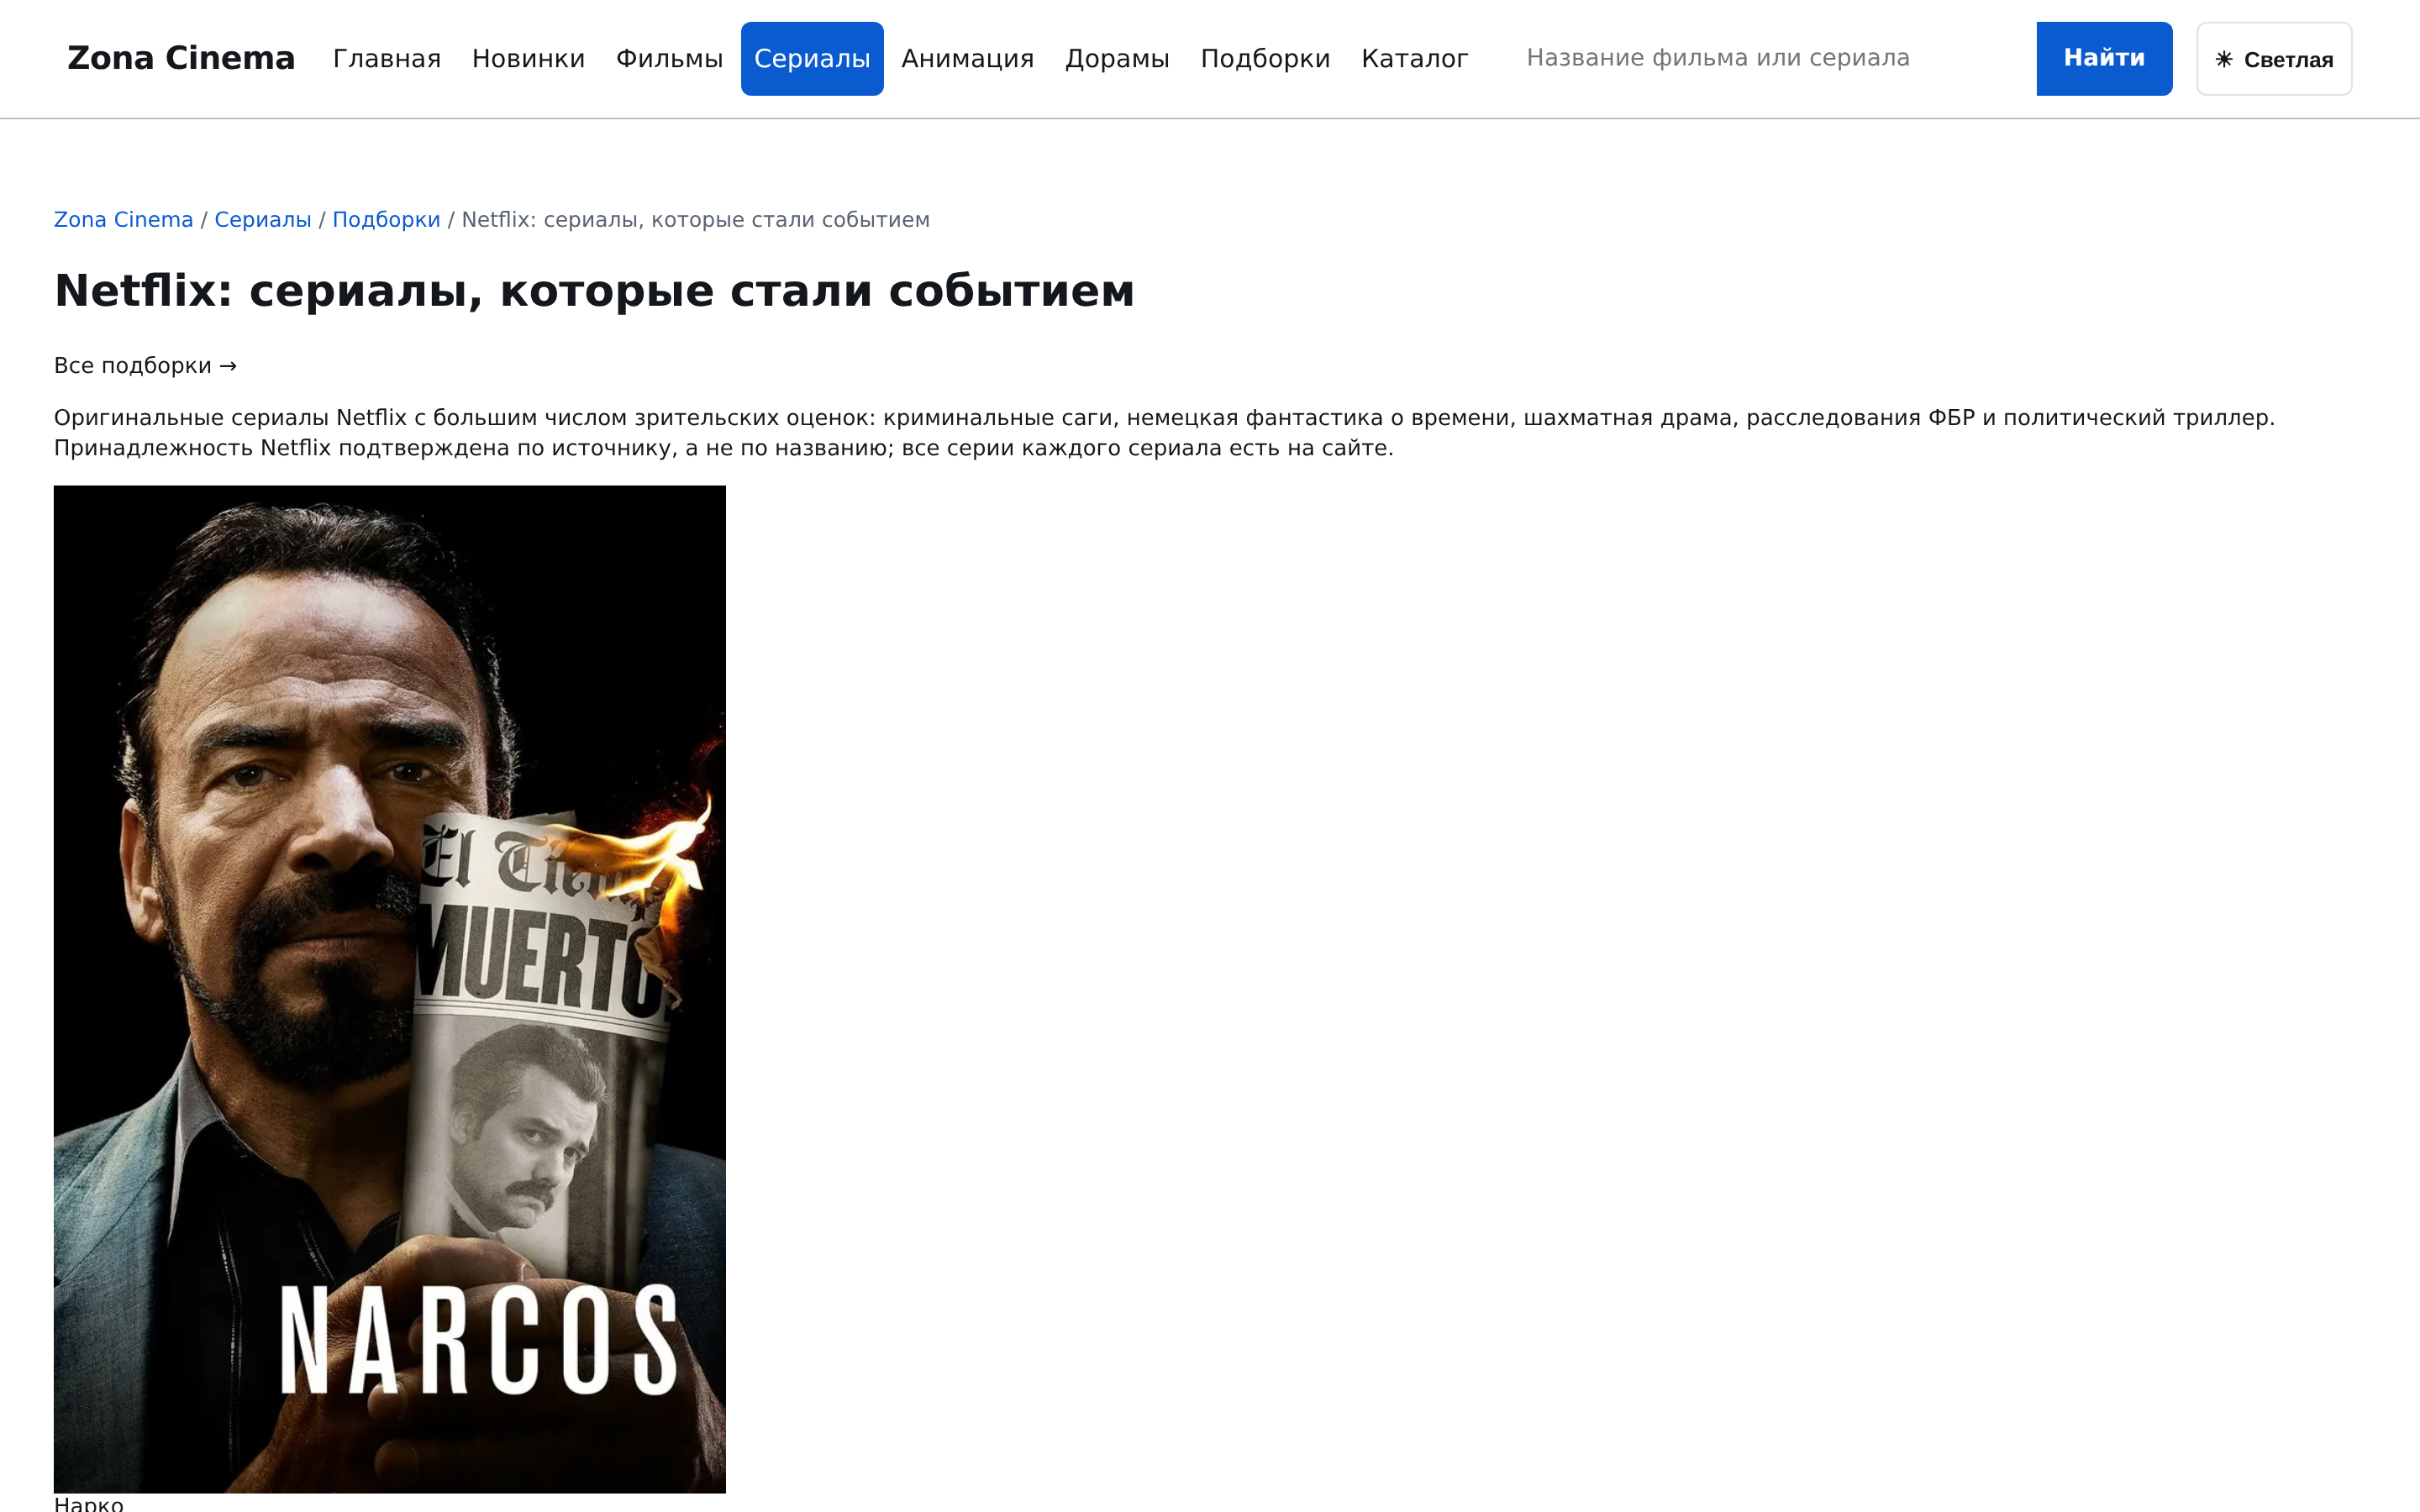 Zona Cinema Главная Новинки Фильмы Сериалы Анимация Дорамы Подборки Каталог Название фильма или сериала Найти ☀ Светлая
Zona Cinema / Сериалы / Подборки / Netflix: сериалы, которые стали событием
Netflix: сериалы, которые стали событием
Все подборки →
Оригинальные сериалы Netflix с большим числом зрительских оценок: криминальные саги, немецкая фантастика о времени, шахматная драма, расследования ФБР и политический триллер.
Принадлежность Netflix подтверждена по источнику, а не по названию; все серии каждого сериала есть на сайте.
El
MUERTO
NARCOS
Нарко